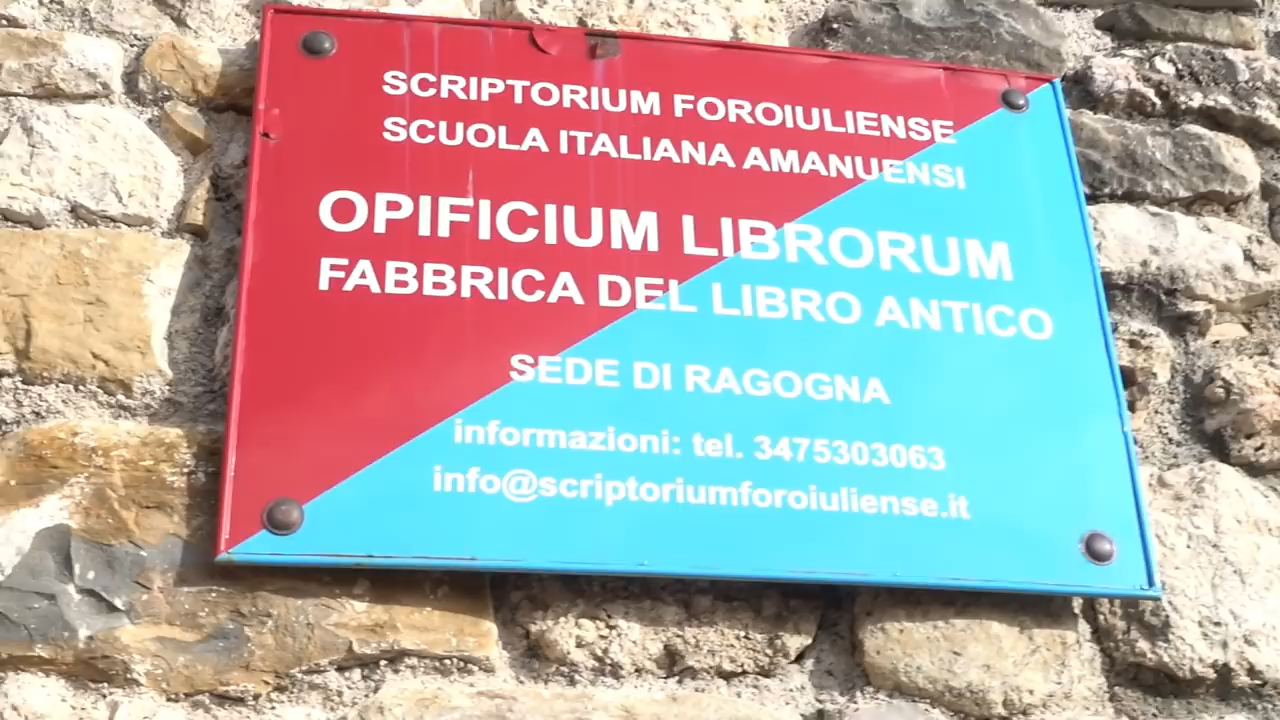 SCRIPTORIUM FOROIULIENSE
SCUOLA ITALIANA AMANUENSI
OPIFICIUM LIBRORUM
FABBRICA DEL LIBRO ANTICO
SEDE DI RAGOGNA
informazioni: tel. 3475303063
info@scriptoriumforoiuliense.it